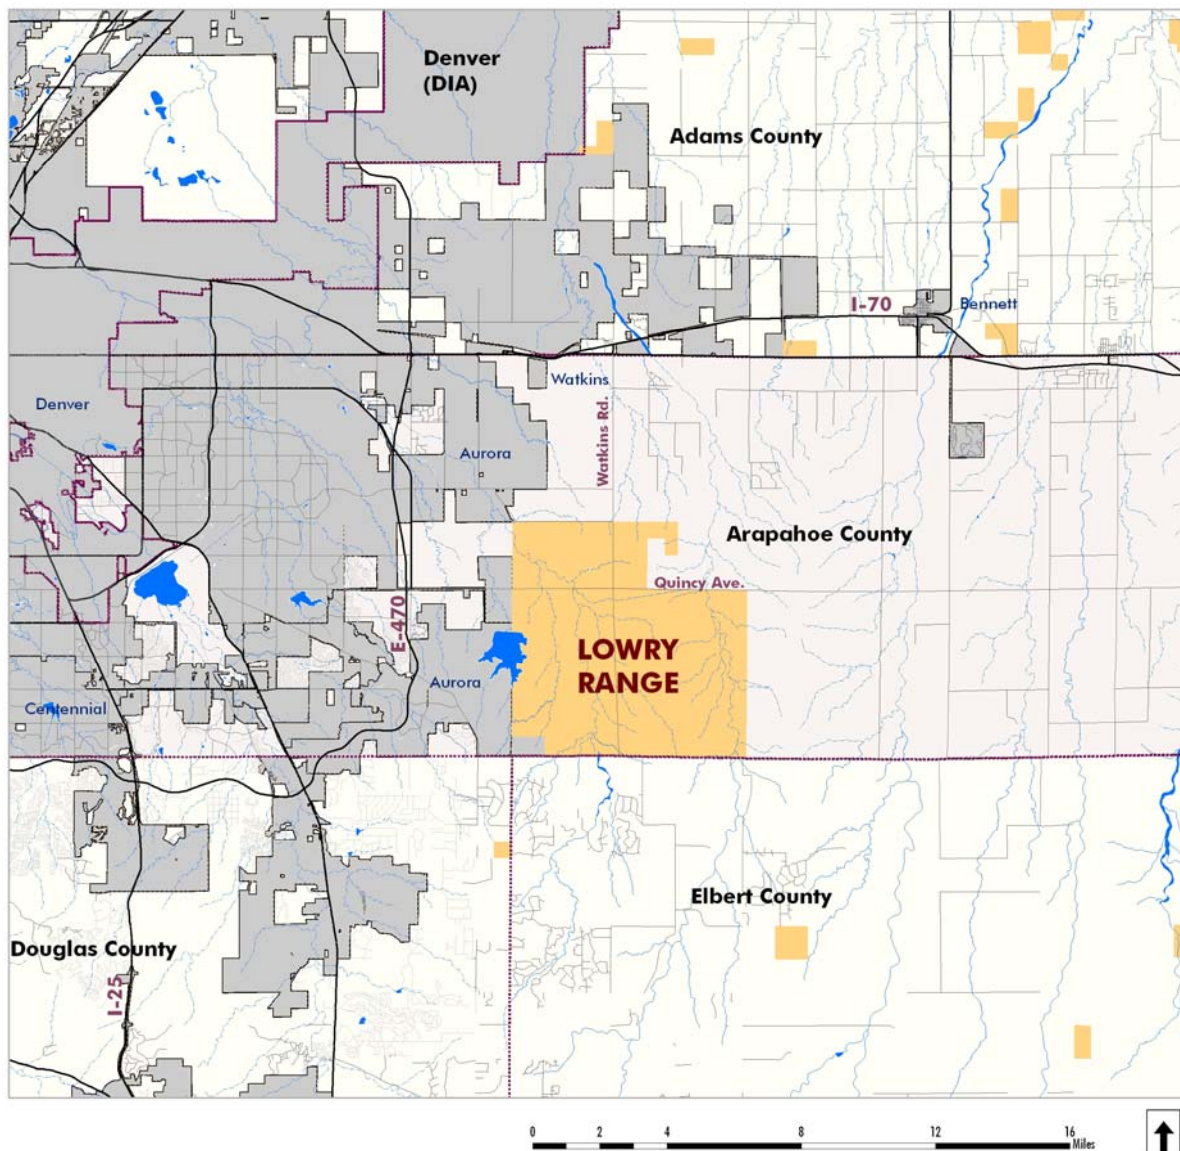 Denver
(DIA)
Adams County
I-70
Bennett
Watkins
Denver
Watkins Rd.
Aurora
Arapahoe County
Quincy Ave.
E-470
LOWRY
RANGE
Aurora
Centennial
Elbert County
Douglas County
I-25
0 2 4 8 12 16
Miles